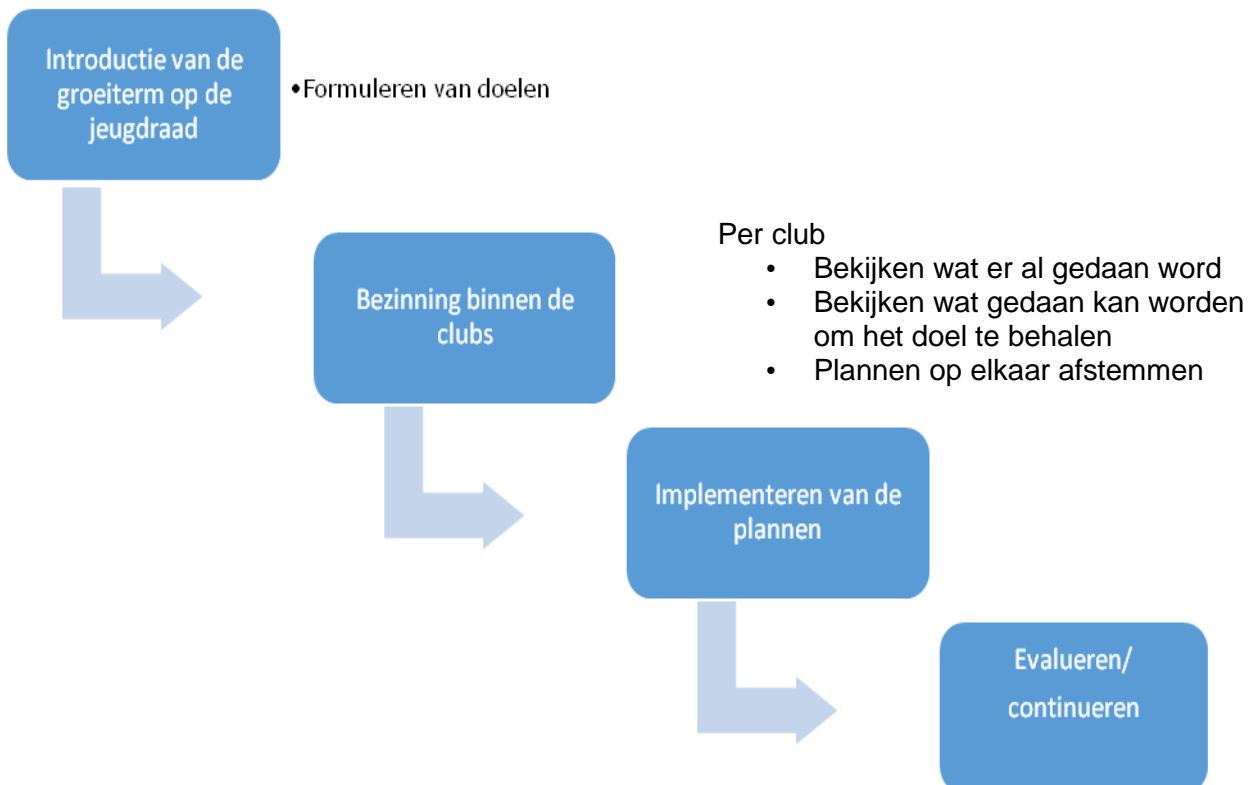 Introductie van de
groeiterm op de
jeugdraad
•Formuleren van doelen
Bezinning binnen de
clubs
Per club
• Bekijken wat er al gedaan word
• Bekijken wat gedaan kan worden
om het doel te behalen
• Plannen op elkaar afstemmen
Implementeren van de
plannen
Evalueren/
continueren